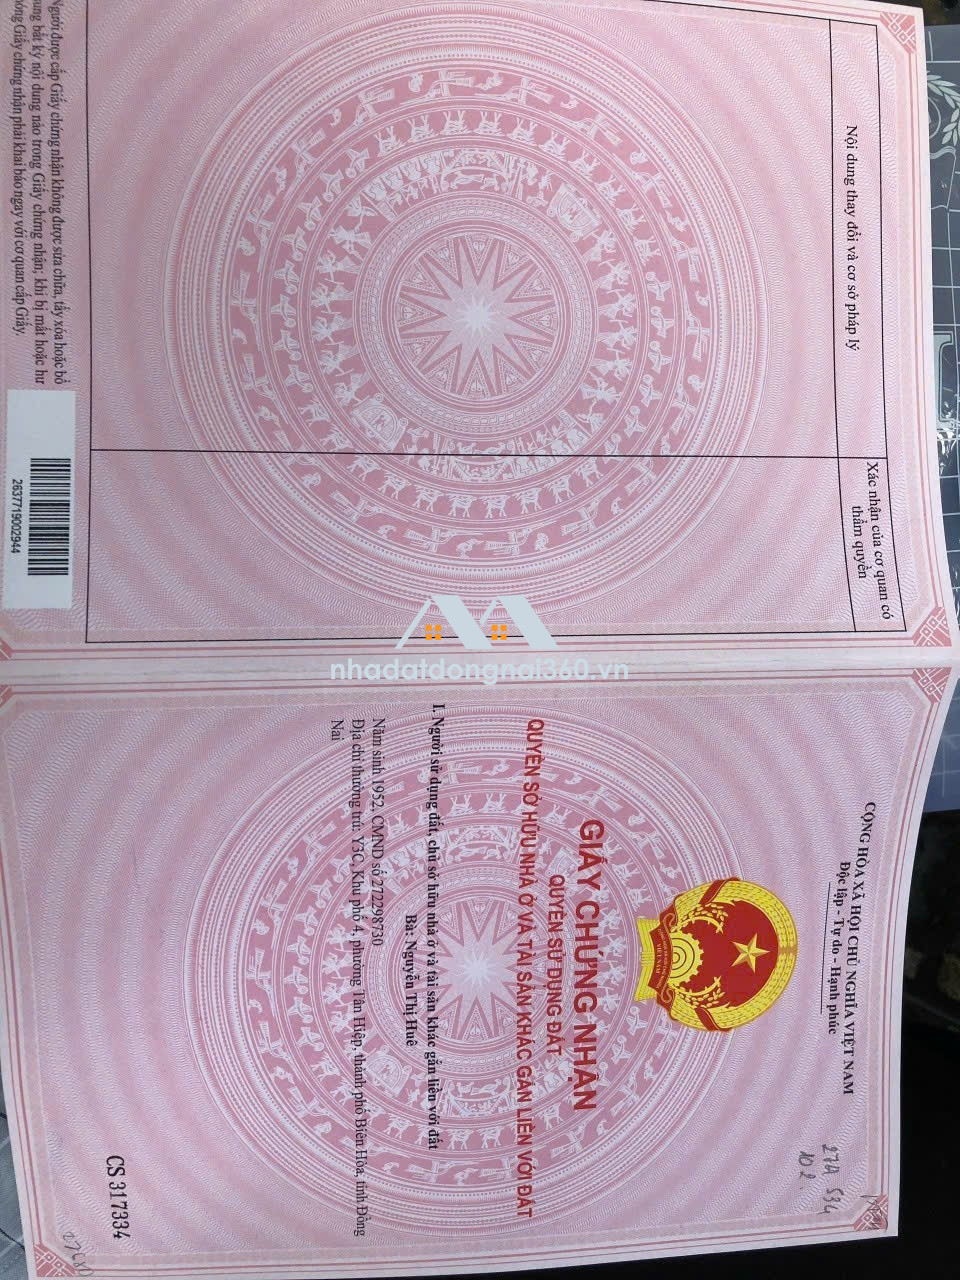 CỘNG HÒA XÃ HỘI CHỦ NGHĨA VIỆT NAM
Độc lập - Tự do - Hạnh phúc
GIẤY CHỨNG NHẬN
QUYỀN SỬ DỤNG ĐẤT
QUYỀN SỞ HỮU NHÀ Ở VÀ TÀI SẢN KHÁC GẮN LIỀN VỚI ĐẤT
I. Người sử dụng đất, chủ sở hữu nhà ở và tài sản khác gắn liền với đất
Bà: Nguyễn Thị Huê
Năm sinh 1952, CMND số 272298730
Địa chỉ thường trú: Y3C, Khu phố 4, phường Tân Hiệp, thành phố Biên Hòa, tỉnh Đồng
Nai
CS 317334
Nội dung thay đổi và cơ sở pháp lý
Xác nhận của cơ quan có
thẩm quyền
Người được cấp Giấy chứng nhận không được sửa chữa, tẩy xóa hoặc bổ
sung bất kỳ nội dung nào trong Giấy chứng nhận; khi bị mất hoặc hư
hỏng Giấy chứng nhận phải khai báo ngay với cơ quan cấp Giấy.
2637719002944
nhadatdongnai360.vn